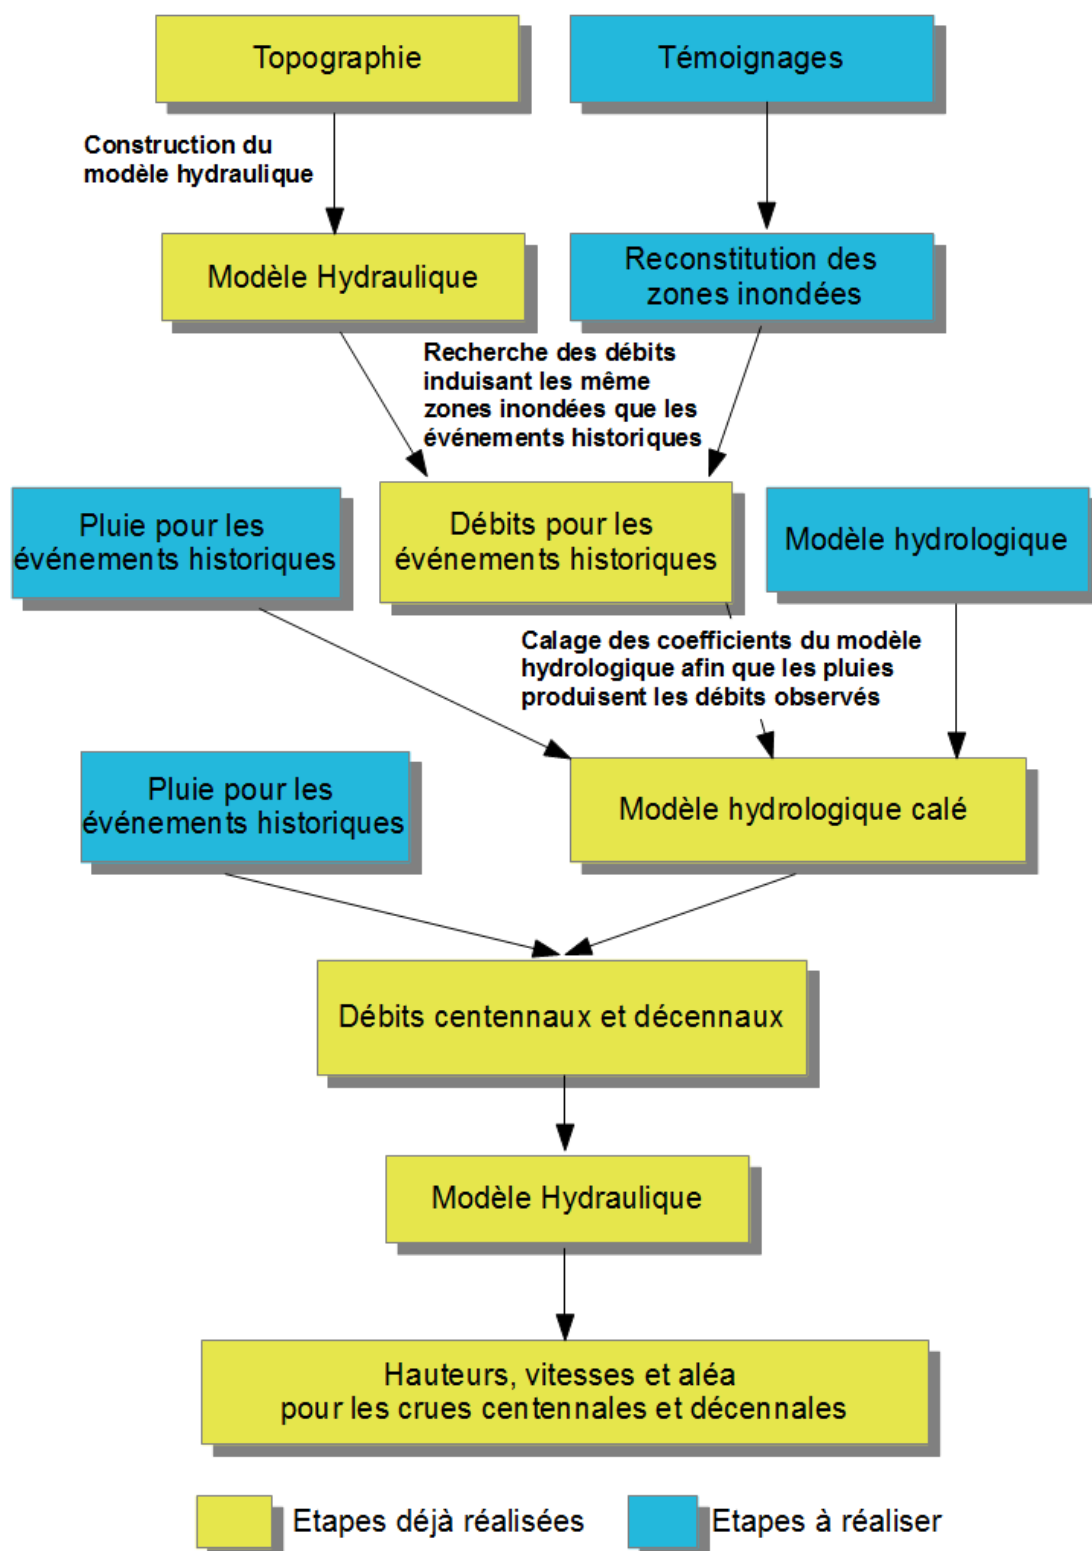 Topographie
Témoignages
Construction du
modèle hydraulique
Modèle Hydraulique
Reconstitution des
zones inondées
Recherche des débits
induisant les même
zones inondées que les
événements historiques
Pluie pour les
événements historiques
Débits pour les
événements historiques
Modèle hydrologique
Calage des coefficients du modèle
hydrologique afin que les pluies
produisent les débits observés
Pluie pour les
événements historiques
Modèle hydrologique calé
Débits centennaux et décennaux
Modèle Hydraulique
Hauteurs, vitesses et aléa
pour les crues centennales et décennales
Etapes déjà réalisées
Etapes à réaliser